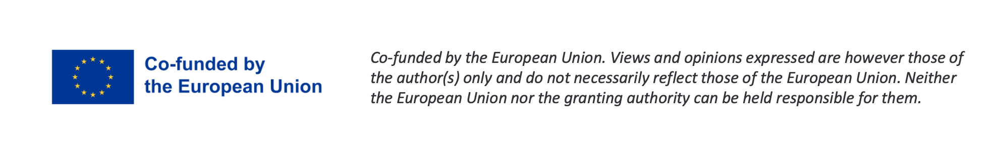 Co-funded by
the European Union
Co-funded by the European Union. Views and opinions expressed are however those of
the author(s) only and do not necessarily reflect those of the European Union. Neither
the European Union nor the granting authority can be held responsible for them.